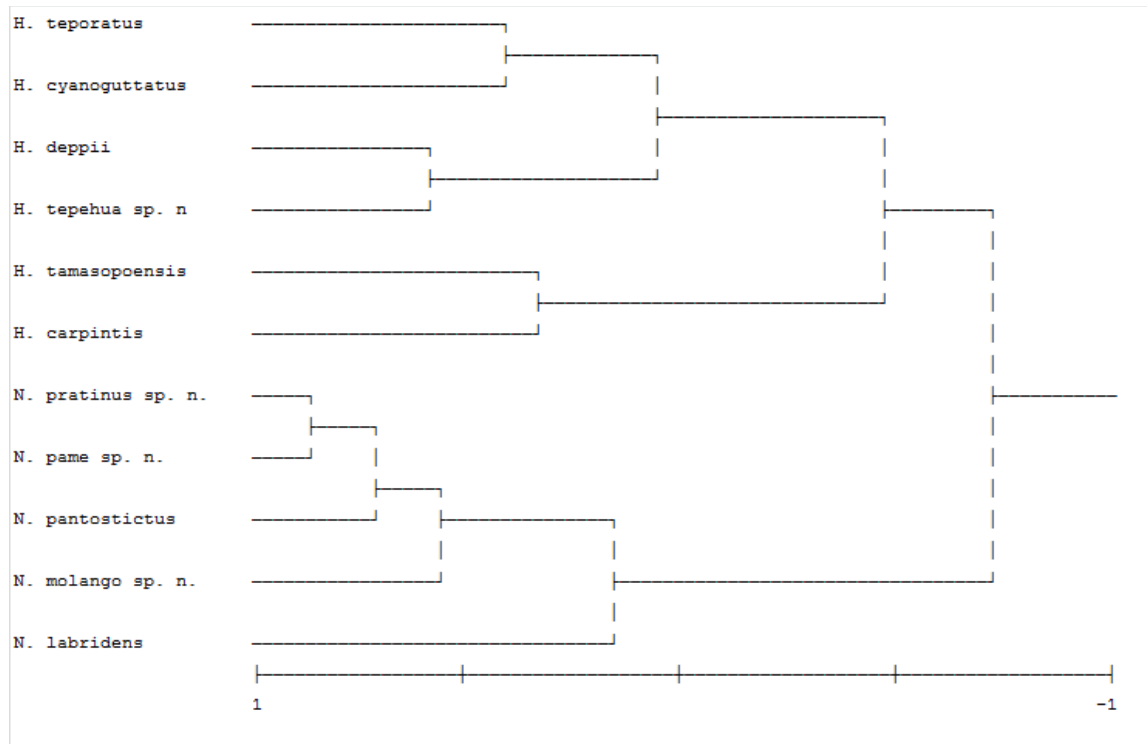 H. teporatus
H. cyanoguttatus
H. deppii
H. tepehua sp. n
H. tamasopoensis
H. carpintis
N. pratinus sp. n.
N. pame sp. n.
N. pantostictus
N. molango sp. n.
N. labridens
1 -1